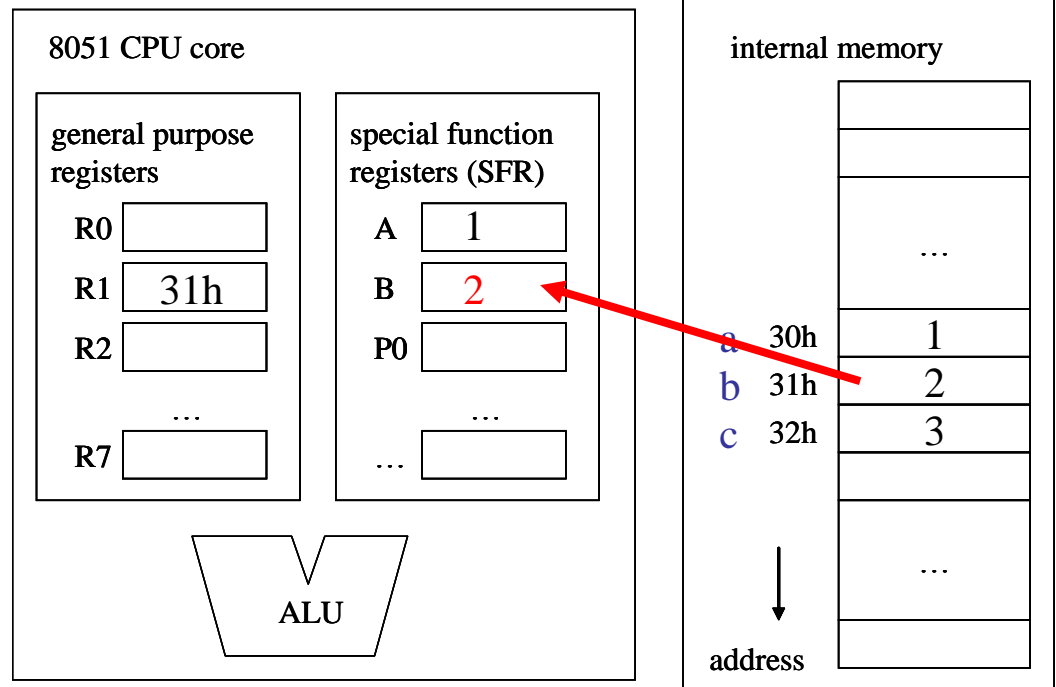 8051 CPU core
general purpose
registers
R0
R1 31h
R2
...
R7
special function
registers (SFR)
A 1
B 2
P0
...
...
ALU
internal memory
...
a 30h 1
b 31h 2
c 32h 3
...
address